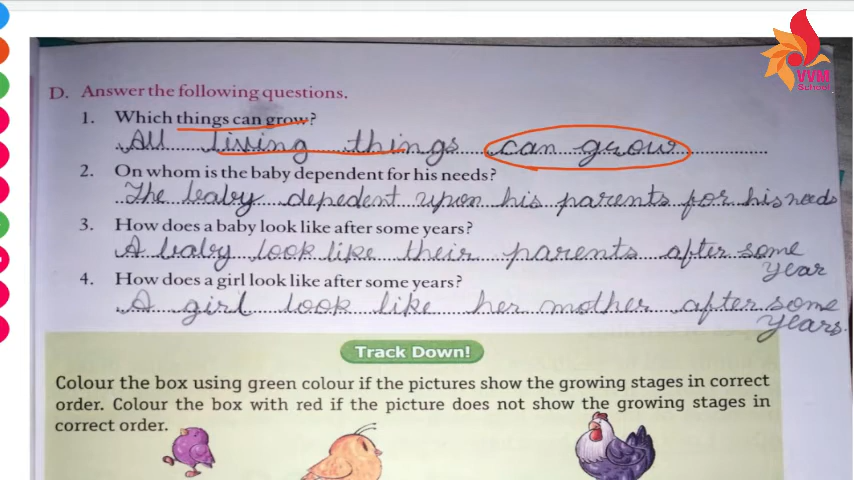 VVM
School
D. Answer the following questions.
1. Which things can grow?
All living things can grow
2. On whom is the baby dependent for his needs?
The baby depedent upon his parents for his needs
3. How does a baby look like after some years?
A baby look like their parents after some
year
4. How does a girl look like after some years?
A girl look like her mother after some
years.
Track Down!
Colour the box using green colour if the pictures show the growing stages in correct
order. Colour the box with red if the picture does not show the growing stages in
correct order.